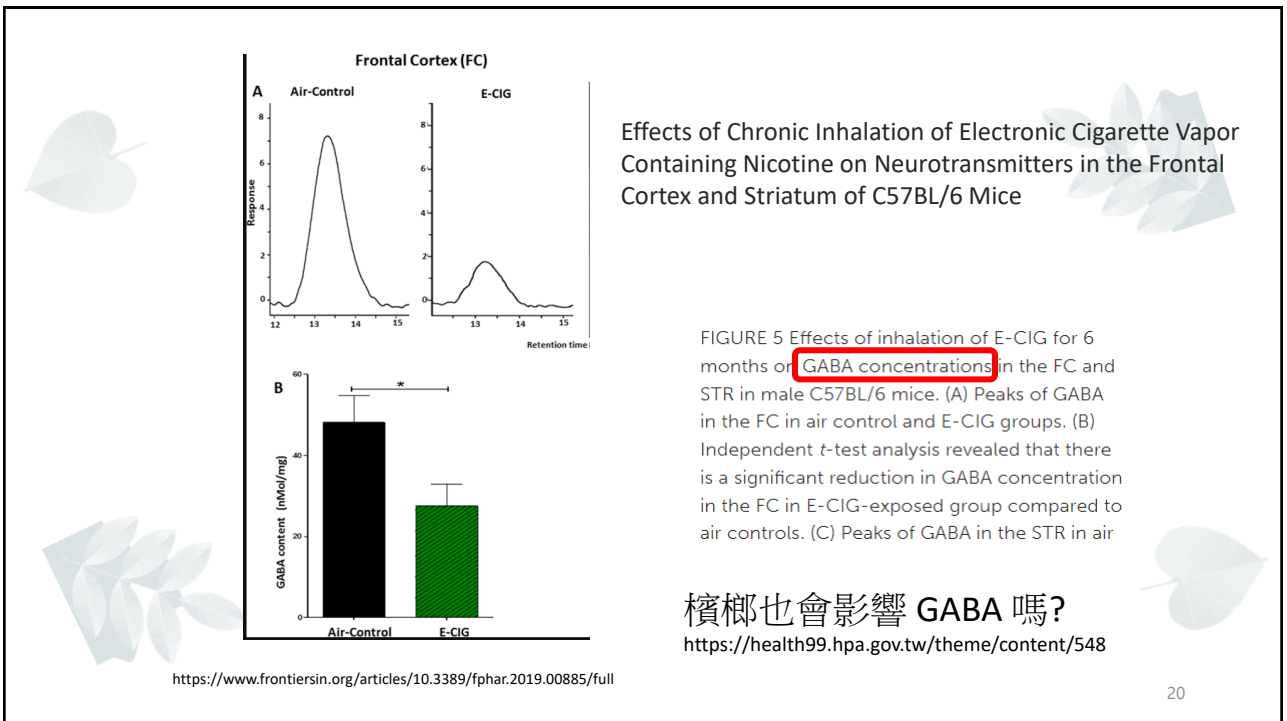 Frontal Cortex (FC)
A
Air-Control
E-CIG
8
6
4
2
0
Response
12
13
14
15
8
6
4
2
0
13
14
15
Retention time
B
*
60
40
20
0
GABA content (nMol/mg)
Air-Control
E-CIG
https://www.frontiersin.org/articles/10.3389/fphar.2019.00885/full
Effects of Chronic Inhalation of Electronic Cigarette Vapor
Containing Nicotine on Neurotransmitters in the Frontal
Cortex and Striatum of C57BL/6 Mice
FIGURE 5 Effects of inhalation of E-CIG for 6
months on GABA concentrations in the FC and
STR in male C57BL/6 mice. (A) Peaks of GABA
in the FC in air control and E-CIG groups. (B)
Independent t-test analysis revealed that there
is a significant reduction in GABA concentration
in the FC in E-CIG-exposed group compared to
air controls. (C) Peaks of GABA in the STR in air
檳榔也會影響 GABA 嗎?
https://health99.hpa.gov.tw/theme/content/548
20